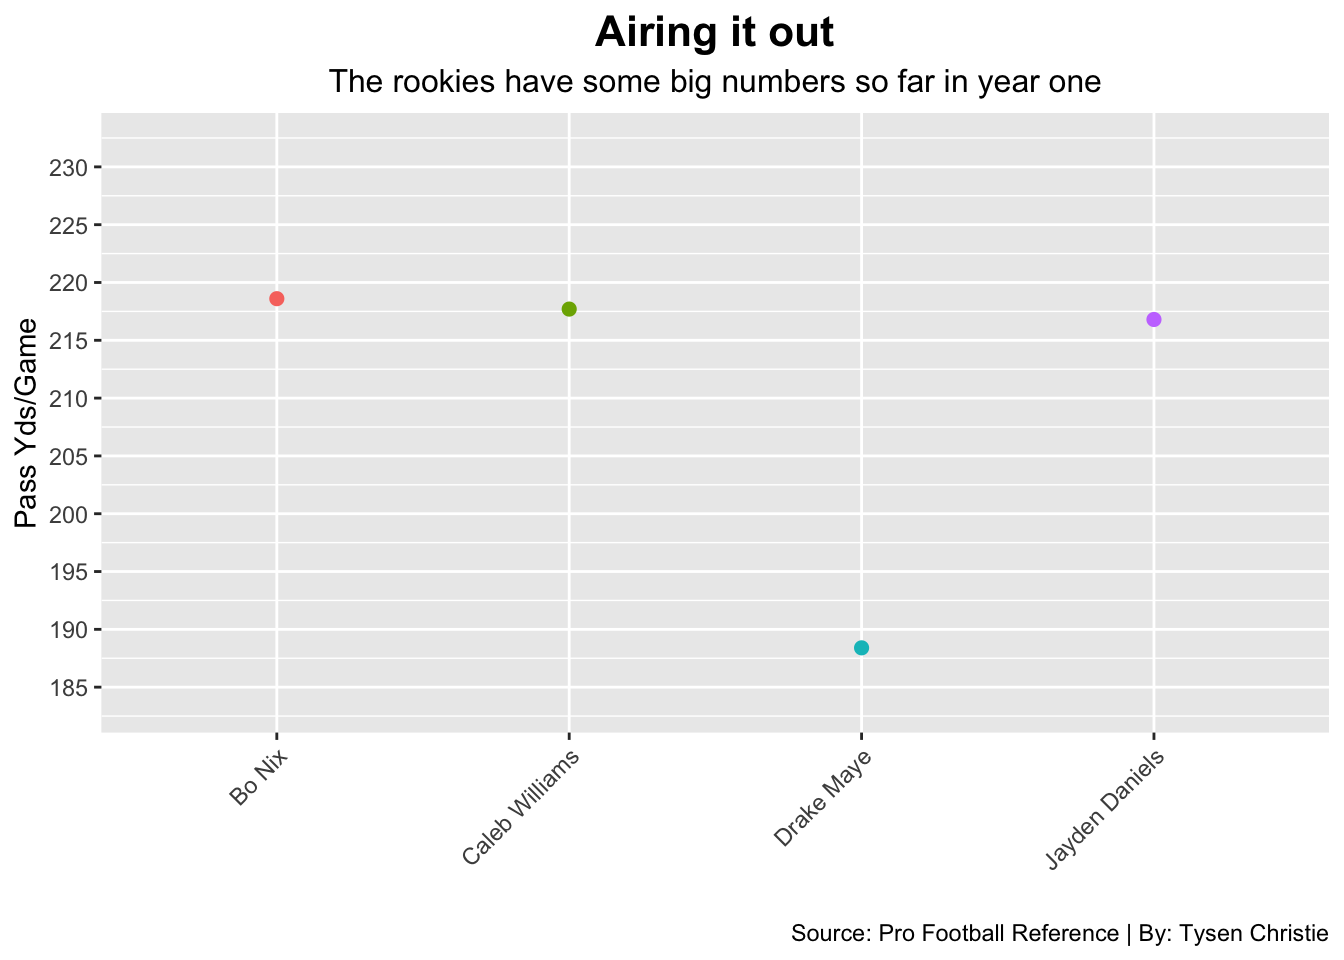 Airing it out
The rookies have some big numbers so far in year one
Pass Yds/Game
230
225
220
215
210
205
200
195
190
185
Bo Nix
Caleb Williams
Drake Maye
Jayden Daniels
Source: Pro Football Reference | By: Tysen Christie